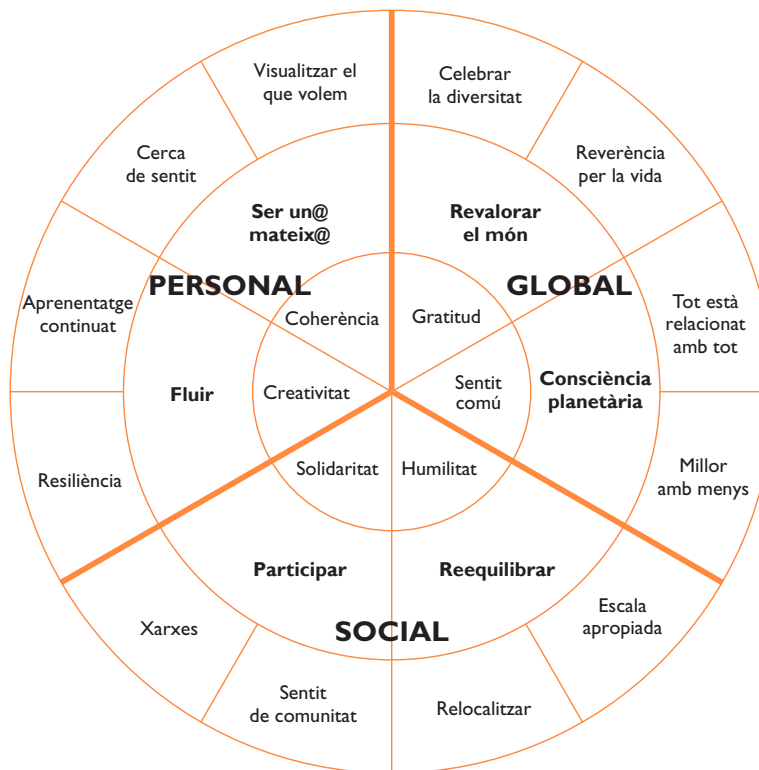 Visualitzar el
que volem
Celebrar
la diversitat
Cerca
de sentit
Reverència
per la vida
Ser un@
mateix@
Revalorar
el món
PERSONAL
GLOBAL
Aprenentatge
continuat
Coherència
Gratitud
Tot està
relacionat
amb tot
Fluir
Creativitat
Sentit
comú
Consciència
planetària
Resiliència
Solidaritat
Humilitat
Millor
amb menys
Participar
Reequilibrar
Xarxes
SOCIAL
Escala
apropiada
Sentit
de comunitat
Relocalitzar